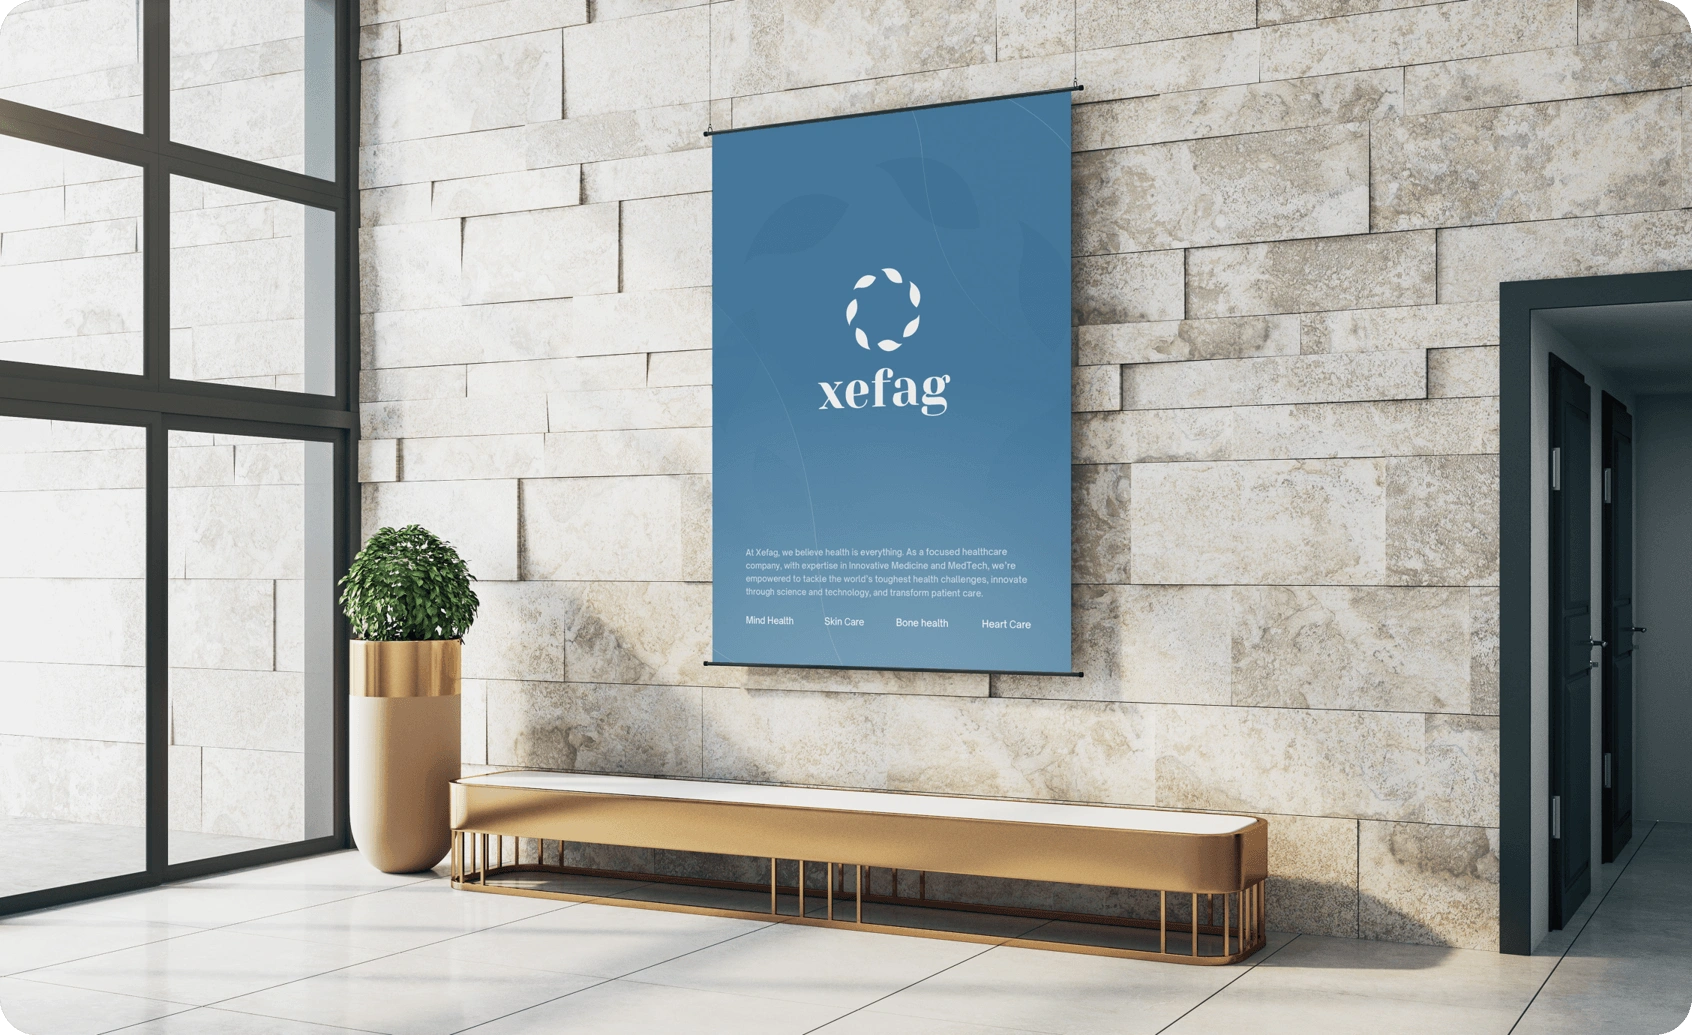 xefag
At Xefag, we believe health is everything. As a focused healthcare
company, with expertise in Innovative Medicine and MedTech, we're
empowered to tackle the world's toughest health challenges, innovate
through science and technology, and transform patient care.
Mind Health Skin Care Bone health Heart Care